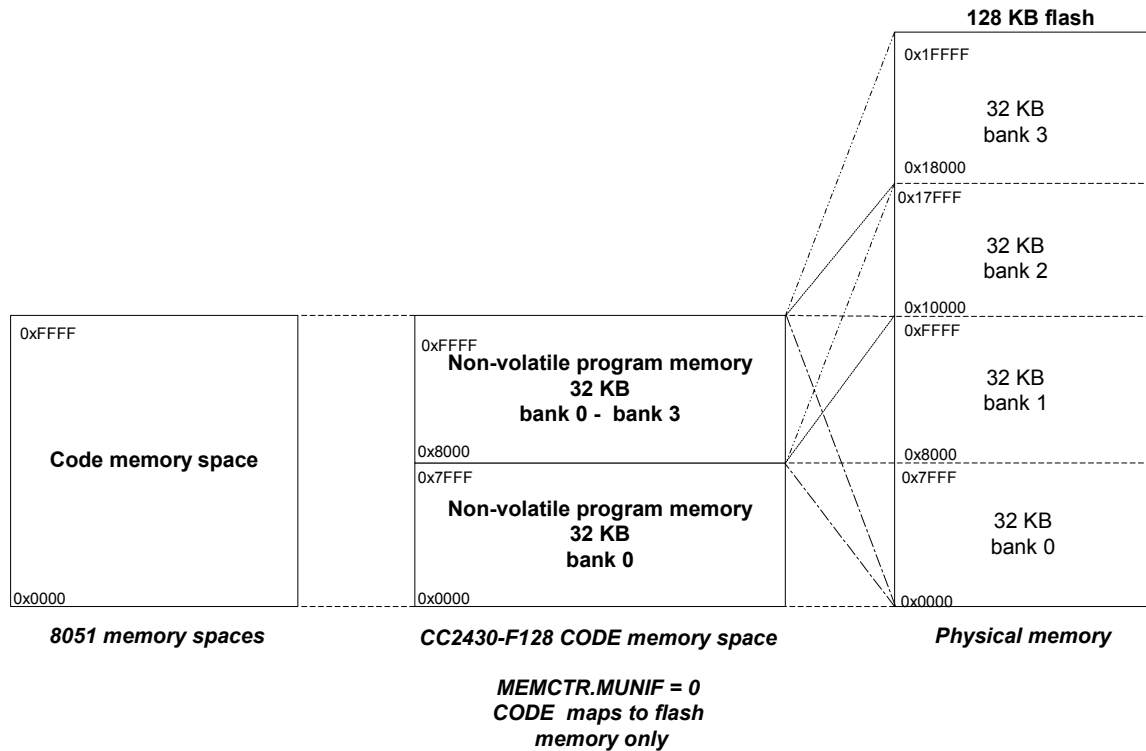 128 KB flash
0x1FFFF
32 KB
bank 3
0x18000
0x17FFF
32 KB
bank 2
0x10000
0xFFFF
32 KB
bank 1
0x8000
0x7FFF
32 KB
bank 0
0x0000
0xFFFF
Code memory space
0x0000
0xFFFF
Non-volatile program memory
32 KB
bank 0 - bank 3
0x8000
0x7FFF
Non-volatile program memory
32 KB
bank 0
0x0000
8051 memory spaces
CC2430-F128 CODE memory space
Physical memory
MEMCTR.MUNIF = 0
CODE maps to flash
memory only